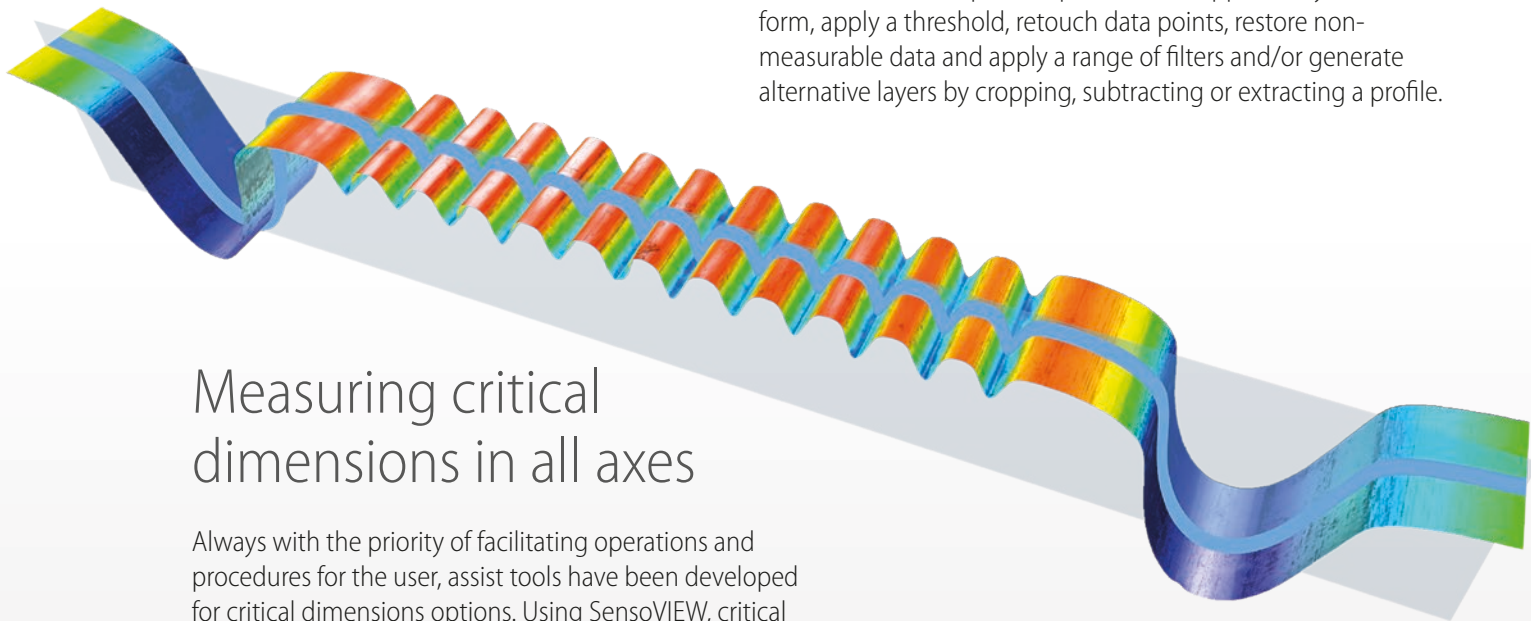 form, apply a threshold, retouch data points, restore non-
measurable data and apply a range of filters and/or generate
alternative layers by cropping, subtracting or extracting a profile.
Measuring critical
dimensions in all axes
Always with the priority of facilitating operations and
procedures for the user, assist tools have been developed
for critical dimensions options. Using SensoVIEW, critical